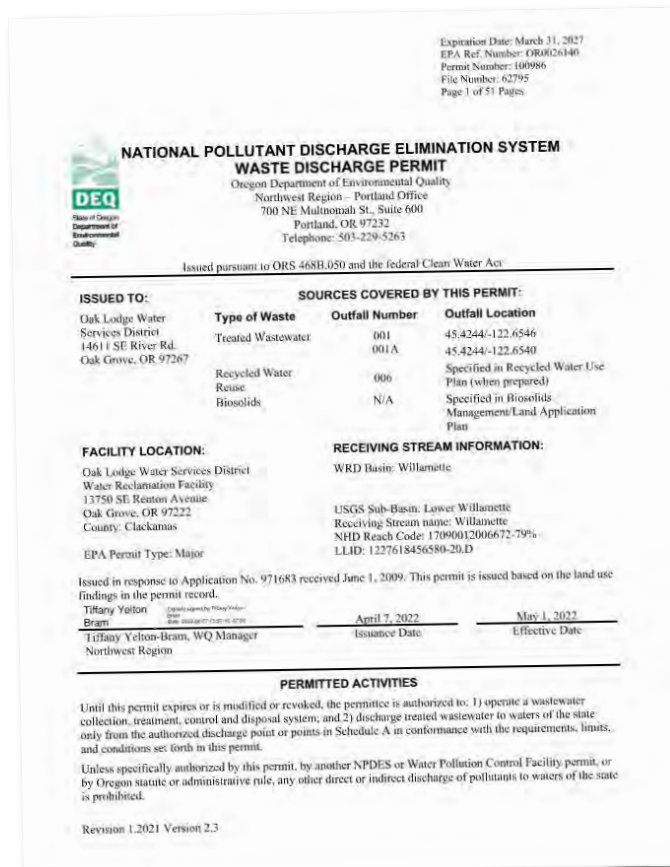 Expiration Date: March 31, 2027
EPA Ref. Number: OR0026140
Permit Number: 100986
File Number: 62795
Page 1 of 51 Pages
NATIONAL POLLUTANT DISCHARGE ELIMINATION SYSTEM
WASTE DISCHARGE PERMIT
Oregon Department of Environmental Quality
Northwest Region – Portland Office
700 NE Multnomah St., Suite 600
Portland, OR 97232
Telephone: 503-229-5263
DEQ
State of Oregon
Department of
Environmental
Quality
Issued pursuant to ORS 468B.050 and the federal Clean Water Act
ISSUED TO:
Oak Lodge Water
Services District
14611 SE River Rd.
Oak Grove, OR 97267
SOURCES COVERED BY THIS PERMIT:
Type of Waste Outfall Number Outfall Location
Treated Wastewater 001 45.4244/-122.6546
001A 45.4244/-122.6540
Recycled Water Reuse 006 Specified in Recycled Water Use
Plan (when prepared)
Biosolids N/A Specified in Biosolids
Management/Land Application
Plan
FACILITY LOCATION:
Oak Lodge Water Services District
Water Reclamation Facility
13750 SE Renton Avenue
Oak Grove, OR 97222
County: Clackamas
EPA Permit Type: Major
RECEIVING STREAM INFORMATION:
WRD Basin: Willamette
USGS Sub-Basin: Lower Willamette
Receiving Stream name: Willamette
NHD Reach Code: 17090012006672-79%
LLID: 1227618456580-20.D
Issued in response to Application No. 971683 received June 1, 2009. This permit is issued based on the land use
findings in the permit record.
Tiffany Yelton
Bram
April 7, 2022 May 1, 2022
Tiffany Yelton-Bram, WQ Manager Issuance Date Effective Date
Northwest Region
PERMITTED ACTIVITIES
Until this permit expires or is modified or revoked, the permittee is authorized to: 1) operate a wastewater
collection, treatment, control and disposal system; and 2) discharge treated wastewater to waters of the state
only from the authorized discharge point or points in Schedule A in conformance with the requirements, limits,
and conditions set forth in this permit.
Unless specifically authorized by this permit, by another NPDES or Water Pollution Control Facility permit, or
by Oregon statute or administrative rule, any other direct or indirect discharge of pollutants to waters of the state
is prohibited.
Revision 1.2021 Version 2.3